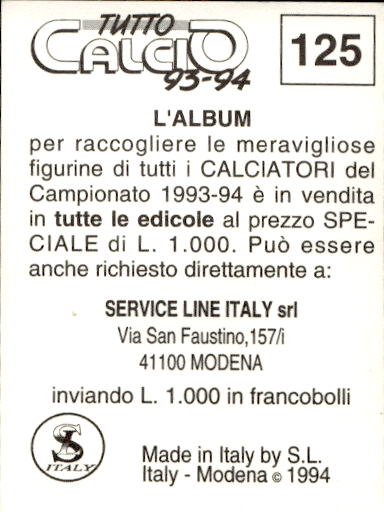 TUTTO
CALCIO
93-94
125
L'ALBUM
per raccogliere le meravigliose
figurine di tutti i CALCIATORI del
Campionato 1993-94 è in vendita
in tutte le edicole al prezzo SPE-
CIALE di L. 1.000. Può essere
anche richiesto direttamente a:
SERVICE LINE ITALY srl
Via San Faustino,157/i
41100 MODENA
inviando L. 1.000 in francobolli
SL
ITALY
Made in Italy by S.L.
Italy - Modena © 1994